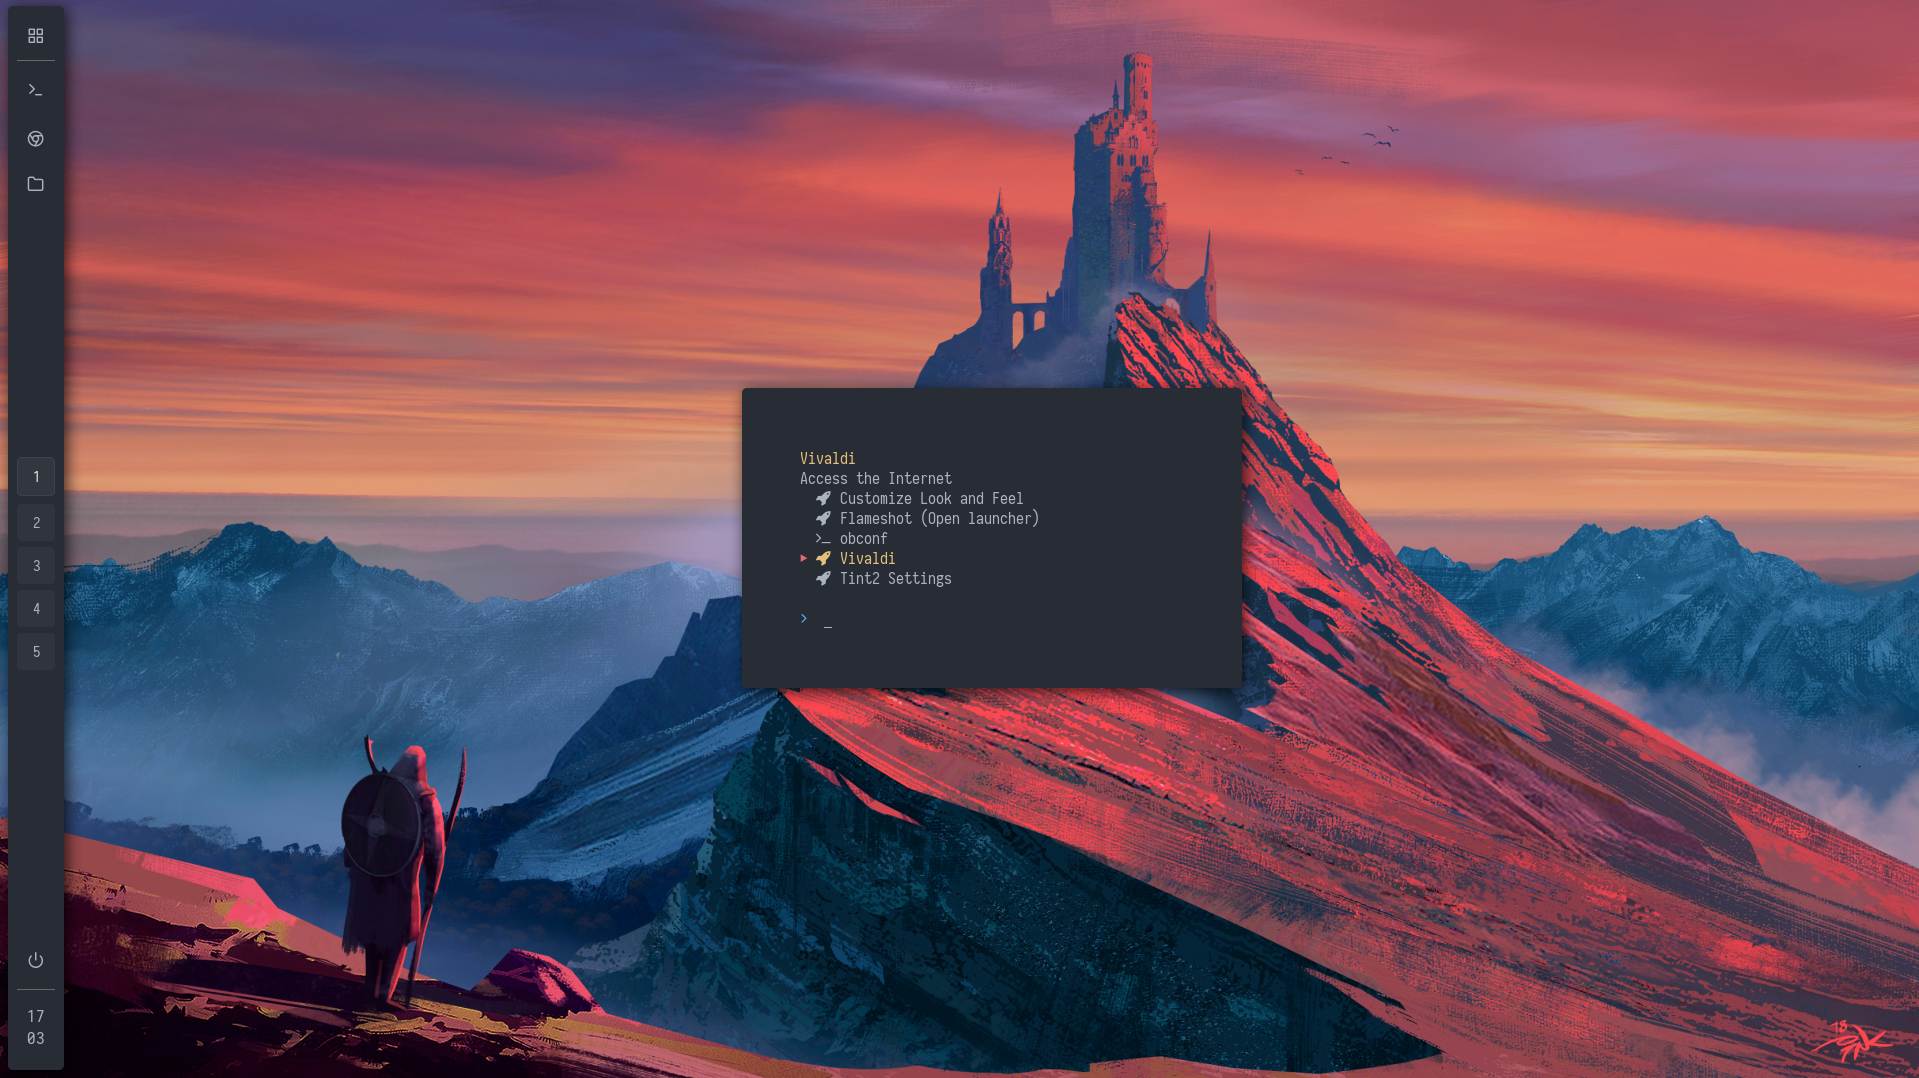 1
2
3
4
5
17
03
Vivaldi
Access the Internet
Customize Look and Feel
Flameshot (Open launcher)
obconf
Vivaldi
Tint2 Settings